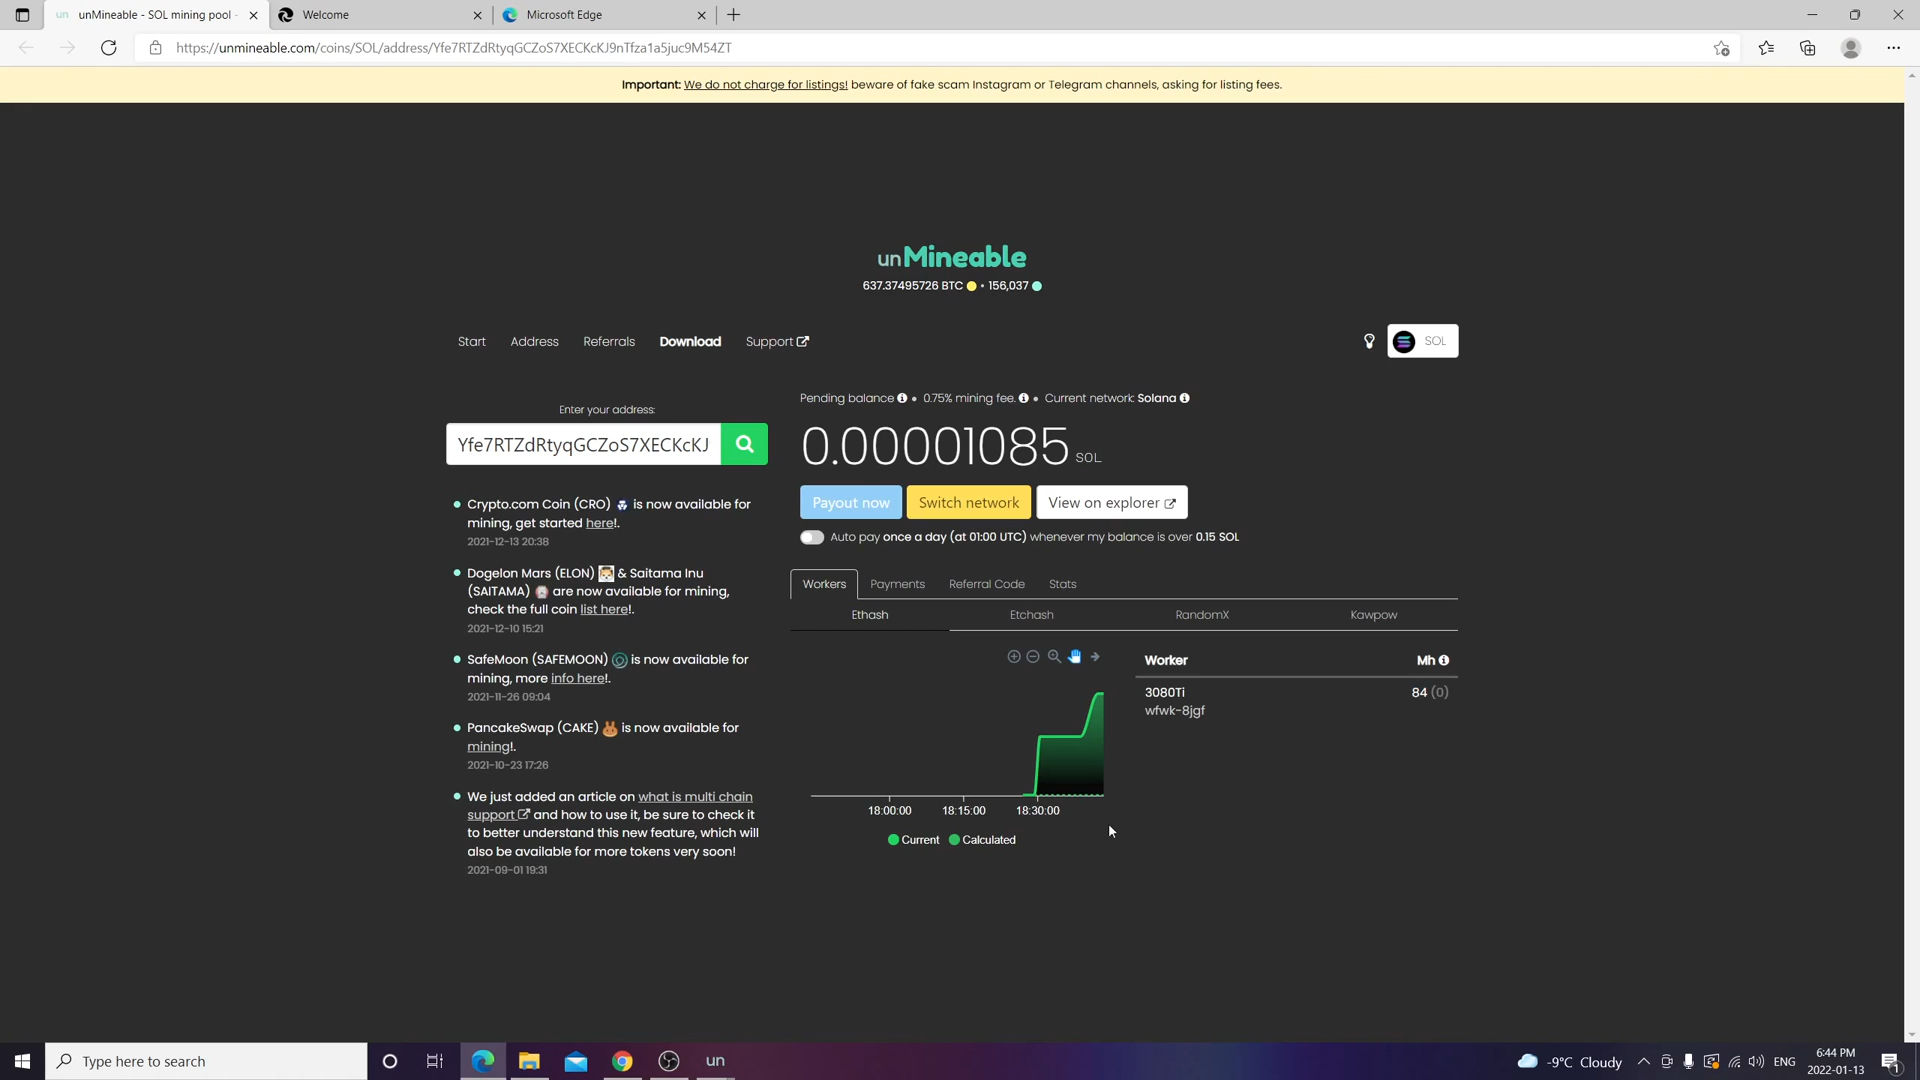 unMineable - SOL mining pool -
Welcome
Microsoft Edge
https://unmineable.com/coins/SOL/address/Yfe7RTZdRtyqGCZoS7XECKcKJ9nTfza1a5juc9M54ZT
Important: We do not charge for listings! beware of fake scam Instagram or Telegram channels, asking for listing fees.
unMineable
637.37495726 BTC • 156,037
Start Address Referrals Download Support
SOL
Enter your address:
Yfe7RTZdRtyqGCZoS7XECKcKJ
Crypto.com Coin (CRO) is now available for
mining, get started here!.
2021-12-13 20:38
Dogelon Mars (ELON) & Saitama Inu
(SAITAMA) are now available for mining,
check the full coin list here!.
2021-12-10 15:21
SafeMoon (SAFEMOON) is now available for
mining, more info here!.
2021-11-26 09:04
PancakeSwap (CAKE) is now available for
mining!.
2021-10-23 17:26
We just added an article on what is multi chain
support and how to use it, be sure to check it
to better understand this new feature, which will
also be available for more tokens very soon!
2021-09-01 19:31
Pending balance • 0.75% mining fee. • Current network: Solana
0.00001085 SOL
Payout now Switch network View on explorer
Auto pay once a day (at 01:00 UTC) whenever my balance is over 0.15 SOL
Workers Payments Referral Code Stats
Ethash Etchash RandomX Kawpow
18:00:00 18:15:00 18:30:00
Current Calculated
Worker Mh
3080Ti 84 (0)
wfwk-8jgf
Type here to search
un
-9°C Cloudy
ENG
6:44 PM
2022-01-13
1